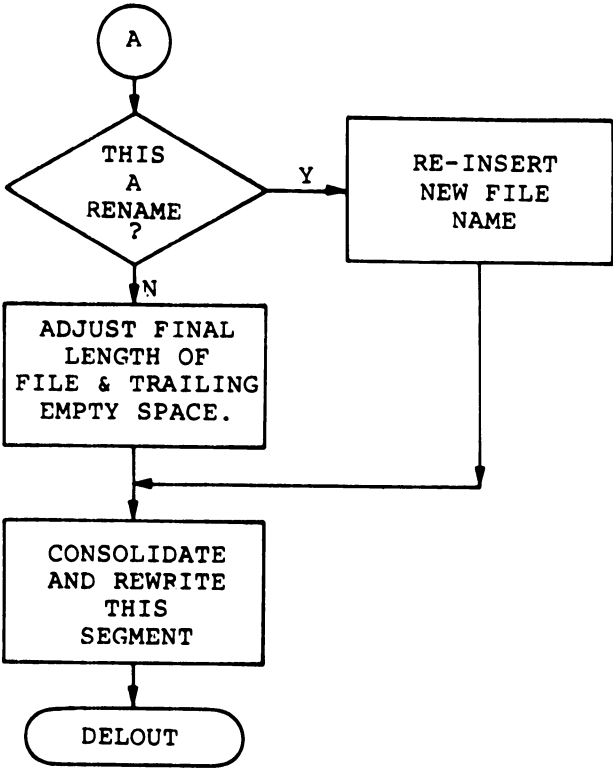 A
THIS
A
RENAME
?
Y
RE-INSERT
NEW FILE
NAME
N
ADJUST FINAL
LENGTH OF
FILE & TRAILING
EMPTY SPACE.
CONSOLIDATE
AND REWRITE
THIS
SEGMENT
DELOUT